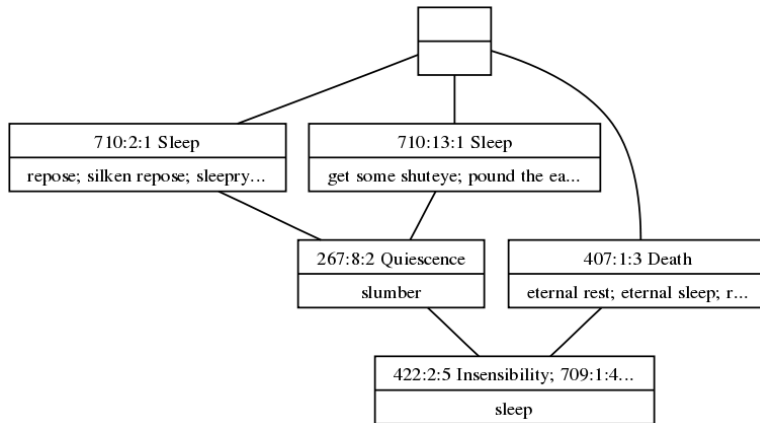 710:2:1 Sleep
repose; silken repose; sleepry...
710:13:1 Sleep
get some shuteye; pound the ea...
267:8:2 Quiescence
slumber
407:1:3 Death
eternal rest; eternal sleep; r...
422:2:5 Insensibility; 709:1:4...
sleep